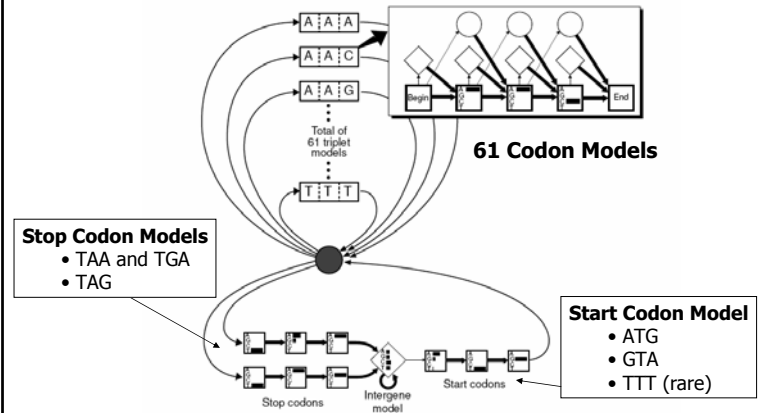 A A A
A A C
A A G
Total of
61 triplet
models
T T T
Begin
A
C
G
T
A
C
G
T
A
C
G
T
End
61 Codon Models
Stop Codon Models
• TAA and TGA
• TAG
Start Codon Model
• ATG
• GTA
• TTT (rare)
Stop codons
Intergene
model
Start codons